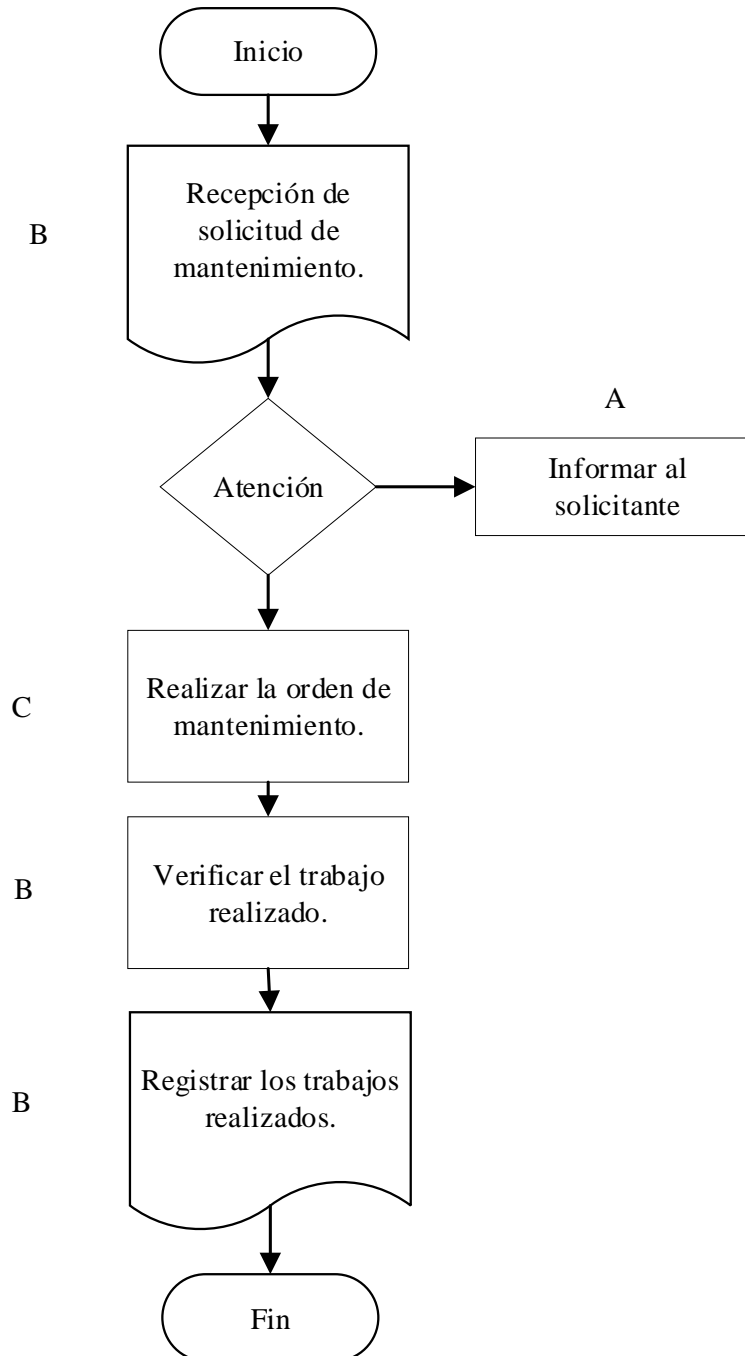 Inicio
B
Recepción de
solicitud de
mantenimiento.
A
Atención
Informar al
solicitante
C
Realizar la orden de
mantenimiento.
B
Verificar el trabajo
realizado.
B
Registrar los trabajos
realizados.
Fin